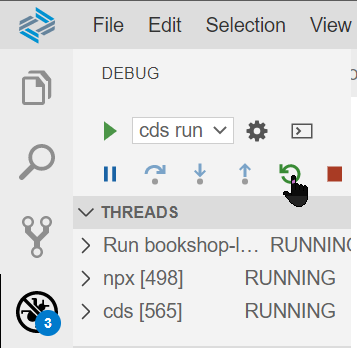 File Edit Selection View
DEBUG
cds run
THREADS
Run bookshop-l… RUNNING
npx [498] RUNNING
cds [565] RUNNING
3